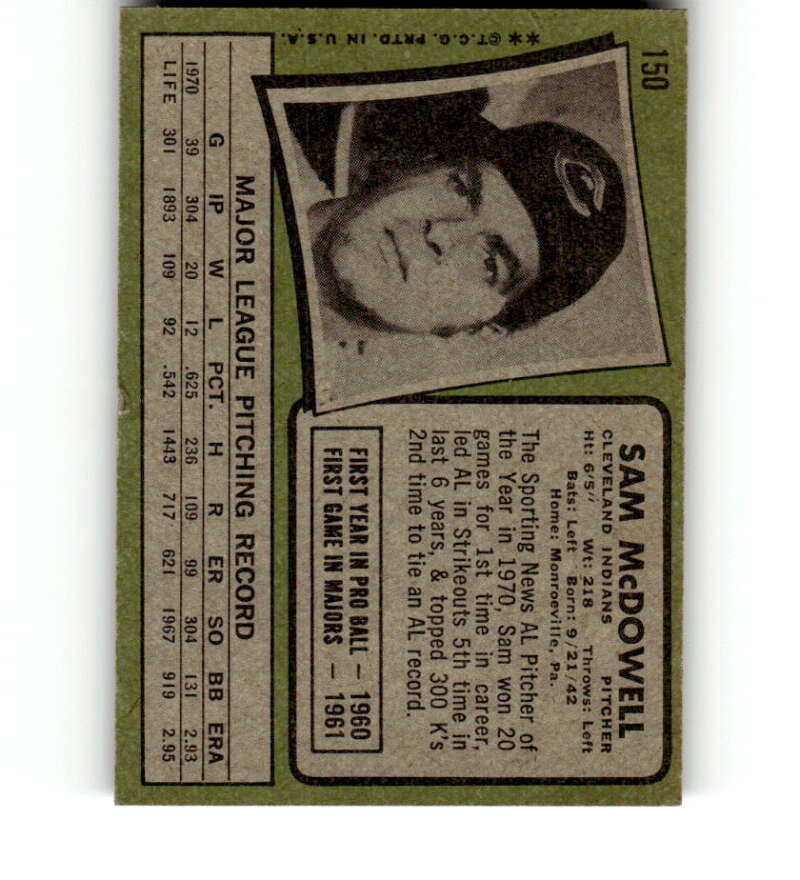 150
** ©T.C.G. PRTD. IN U.S.A.
SAM McDOWELL
CLEVELAND INDIANS PITCHER
Ht: 6'5" Wt: 218 Throws: Left
Bats: Left Born: 9/21/42
Home: Monroeville, Pa.
The Sporting News AL Pitcher of
the Year in 1970, Sam won 20
games for 1st time in career,
led AL in Strikeouts 5th time in
last 6 years, & topped 300 K's
2nd time to tie an AL record.
FIRST YEAR IN PRO BALL — 1960
FIRST GAME IN MAJORS — 1961
MAJOR LEAGUE PITCHING RECORD
G IP W L PCT. H R ER SO BB ERA
1970 39 304 20 12 .625 236 109 99 304 131 2.93
LIFE 301 1893 109 92 .542 1443 717 621 1967 919 2.95